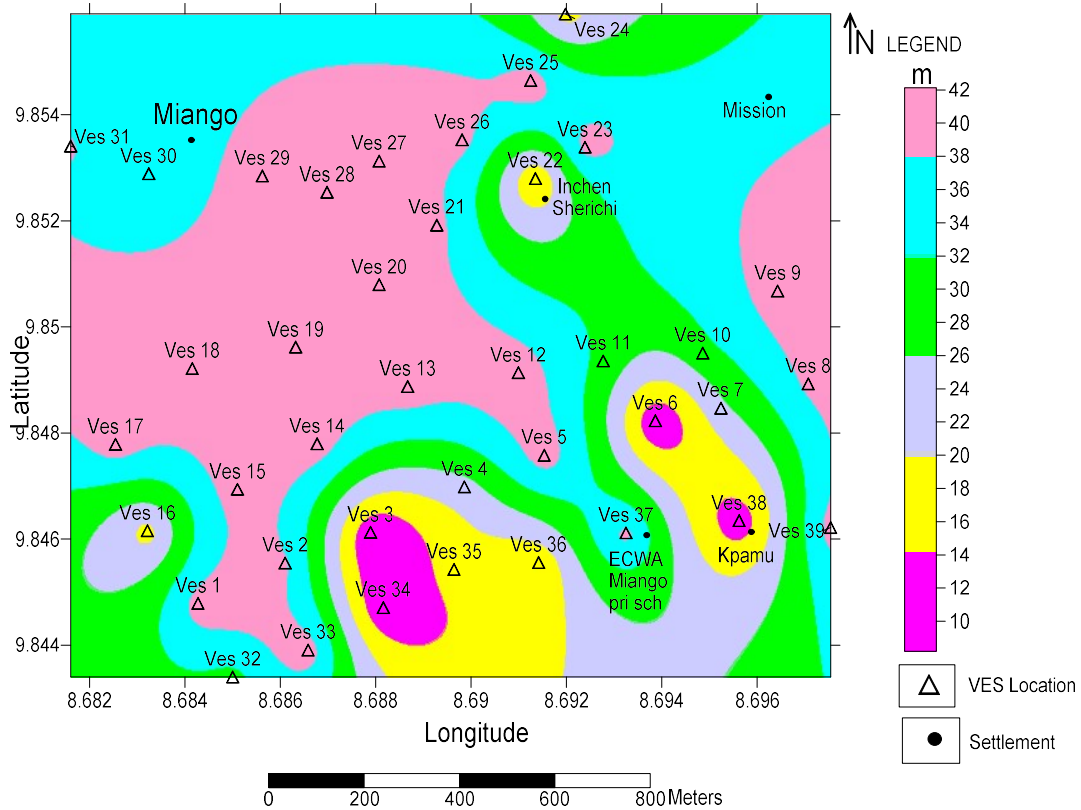 Ves 24
N LEGEND
m
Ves 25
42
9.854
Miango
Mission
40
Ves 31
Ves 26
Ves 23
38
Ves 30
Ves 29
Ves 27
Ves 22
36
Ves 28
Inchen
Sherichi
34
9.852
Ves 21
32
Ves 20
Ves 9
30
9.85
Ves 19
Ves 11
Ves 10
28
Ves 18
Ves 13
Ves 12
Ves 8
26
Latitude
Ves 6
Ves 7
24
9.848
Ves 17
Ves 14
Ves 5
22
Ves 15
Ves 4
20
Ves 16
Ves 3
Ves 37
Ves 38
Ves 39
18
9.846
Ves 2
Ves 35
Ves 36
ECWA
Miango
pri sch
Kpamu
16
Ves 1
Ves 34
14
9.844
Ves 33
12
Ves 32
10
8.682
8.684
8.686
8.688
8.69
8.692
8.694
8.696
VES Location
Longitude
Settlement
0
200
400
600
800 Meters